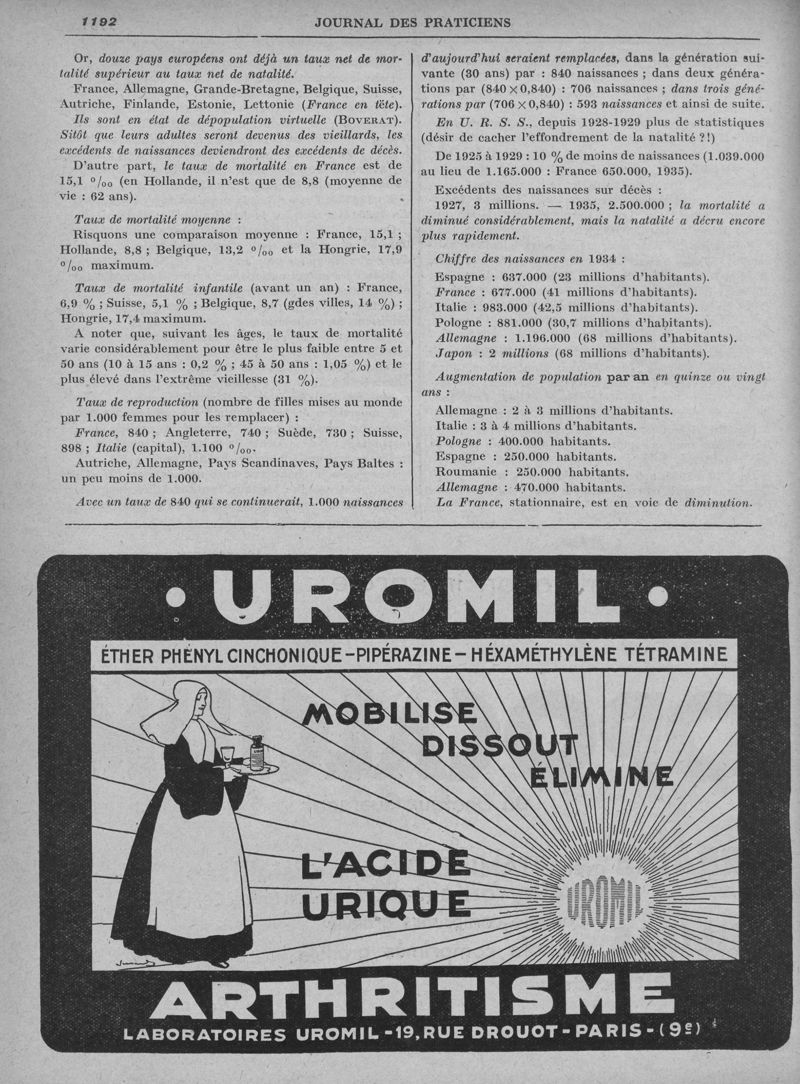 1192
JOURNAL DES PRATICIENS
Or, douze pays européens ont déjà un taux net de mor-
talité supérieur au taux net de natalité.
France, Allemagne, Grande-Bretagne, Belgique, Suisse,
Autriche, Finlande, Estonie, Lettonie (France en tête).
Ils sont en état de dépopulation virtuelle (BOVERAT).
Sitôt que leurs adultes seront devenus des vieillards, les
excédents de naissances deviendront des excédents de décès.
D'autre part, le taux de mortalité en France est de
15,1 °/oo (en Hollande, il n'est que de 8,8 (moyenne de
vie : 62 ans).
Taux de mortalité moyenne :
Risquons une comparaison moyenne : France, 15,1 ;
Hollande, 8,8 ; Belgique, 13,2 °/oo et la Hongrie, 17,9
°/oo maximum.
Taux de mortalité infantile (avant un an) : France,
6,9 % ; Suisse, 5,1 % ; Belgique, 8,7 (gdes villes, 14 %) ;
Hongrie, 17,4 maximum.
A noter que, suivant les âges, le taux de mortalité
varie considérablement pour être le plus faible entre 5 et
50 ans (10 à 15 ans : 0,2 % ; 45 à 50 ans : 1,05 %) et le
plus élevé dans l'extrême vieillesse (31 %).
Taux de reproduction (nombre de filles mises au monde
par 1.000 femmes pour les remplacer) :
France, 840 ; Angleterre, 740 ; Suède, 730 ; Suisse,
898 ; Italie (capital), 1.100 °/oo.
Autriche, Allemagne, Pays Scandinaves, Pays Baltes :
un peu moins de 1.000.
Avec un taux de 840 qui se continuerait, 1.000 naissances
d'aujourd'hui seraient remplacées, dans la génération sui-
vante (30 ans) par : 840 naissances ; dans deux généra-
tions par (840 × 0,840) : 706 naissances ; dans trois géné-
rations par (706 × 0,840) : 593 naissances et ainsi de suite.
En U. R. S. S., depuis 1928-1929 plus de statistiques
(désir de cacher l'effondrement de la natalité ?!)
De 1925 à 1929 : 10 % de moins de naissances (1.039.000
au lieu de 1.165.000 : France 650.000, 1935).
Excédents des naissances sur décès :
1927, 3 millions. — 1935, 2.500.000 ; la mortalité a
diminué considérablement, mais la natalité a décru encore
plus rapidement.
Chiffre des naissances en 1934 :
Espagne : 637.000 (23 millions d'habitants).
France : 677.000 (41 millions d'habitants).
Italie : 983.000 (42,5 millions d'habitants).
Pologne : 881.000 (30,7 millions d'habitants).
Allemagne : 1.196.000 (68 millions d'habitants).
Japon : 2 millions (68 millions d'habitants).
Augmentation de population par an en quinze ou vingt
ans :
Allemagne : 2 à 3 millions d'habitants.
Italie : 3 à 4 millions d'habitants.
Pologne : 400.000 habitants.
Espagne : 250.000 habitants.
Roumanie : 250.000 habitants.
Allemagne : 470.000 habitants.
La France, stationnaire, est en voie de diminution.
· UROMIL ·
ÉTHER PHÉNYL CINCHONIQUE - PIPÉRAZINE - HÉXAMÉTHYLÈNE TÉTRAMINE
MOBILISE
DISSOUT
ÉLIMINE
L'ACIDE
URIQUE
UROMIL
ARTHRITISME
LABORATOIRES UROMIL - 19, RUE DROUOT - PARIS - (9e)